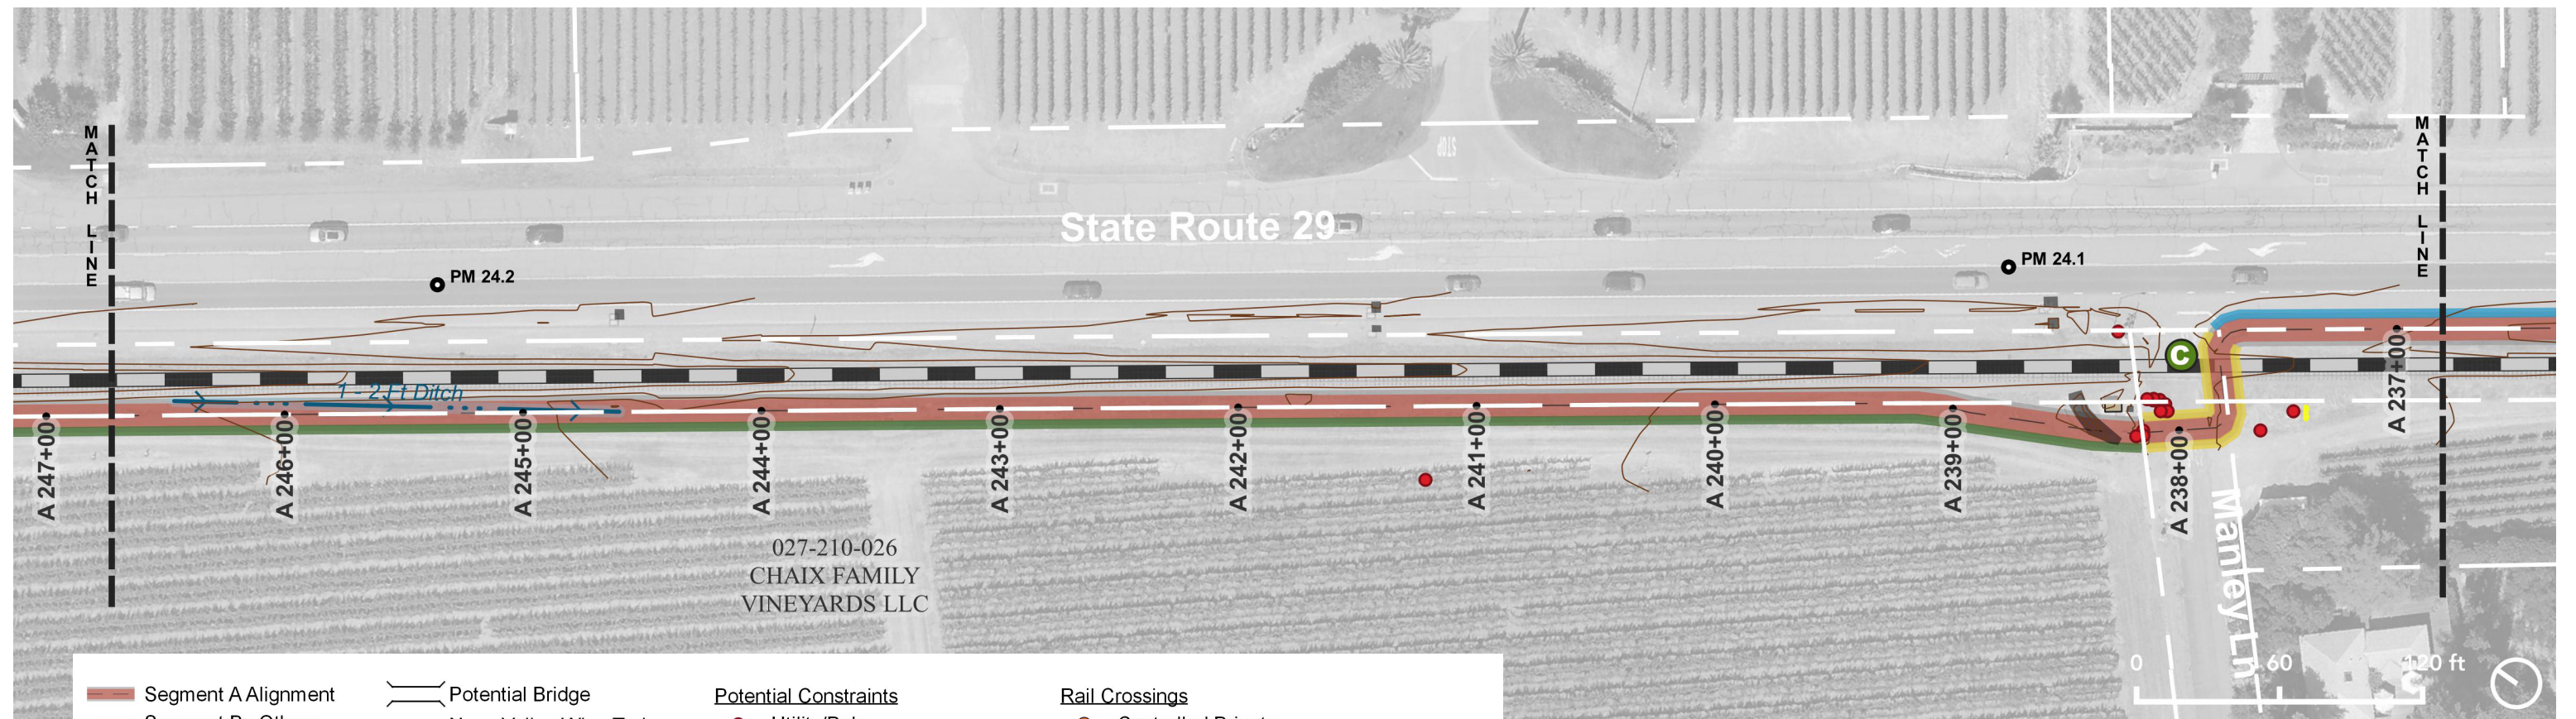 MATCH LINE
MATCH LINE
STOP
State Route 29
PM 24.2
PM 24.1
C
1 - 2 Ft Ditch
A 247+00
A 246+00
A 245+00
A 244+00
A 243+00
A 242+00
A 241+00
A 240+00
A 239+00
A 238+00
A 237+00
Manley Ln
027-210-026
CHAIX FAMILY
VINEYARDS LLC
0 60 120 ft
Segment A Alignment
Potential Bridge
Potential Constraints
Rail Crossings